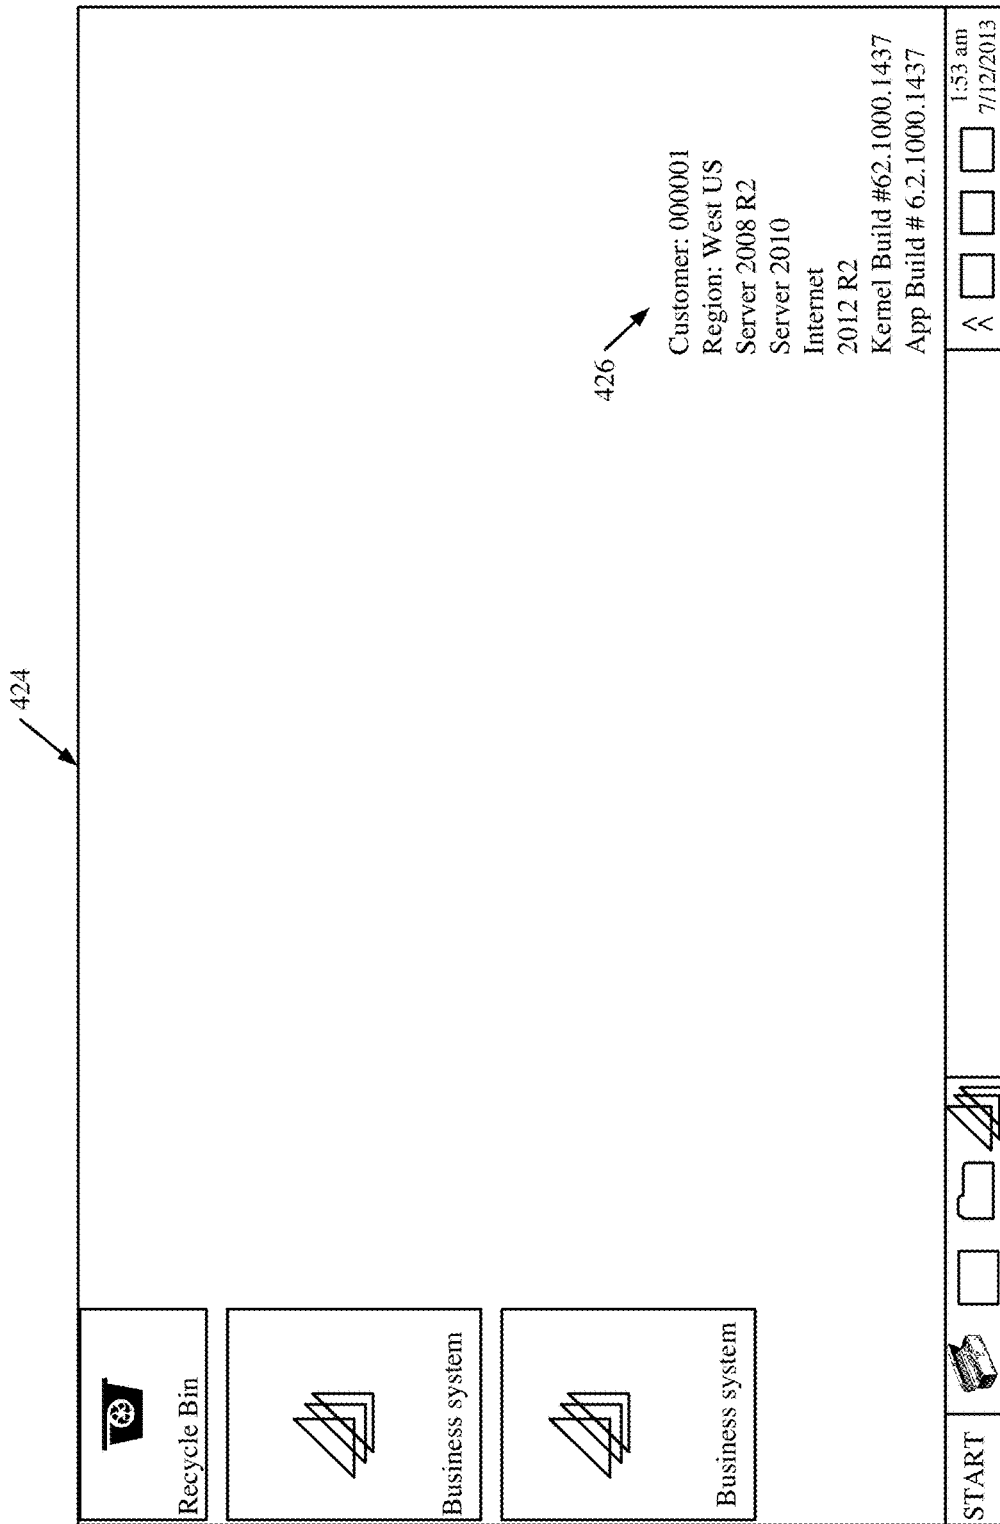 424
Recycle Bin
Business system
Business system
426
Customer: 000001
Region: West US
Server 2008 R2
Server 2010
Internet
2012 R2
Kernel Build #62.1000.1437
App Build # 6.2.1000.1437
START
1:53 am
7/12/2013